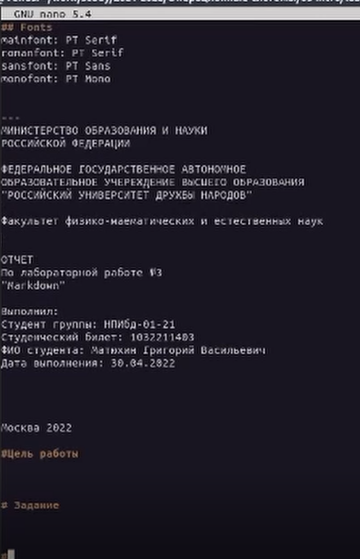 GNU nano 5.4
## Fonts
mainfont: PT Serif
romanfont: PT Serif
sansfont: PT Sans
monofont: PT Mono
---
МИНИСТЕРСТВО ОБРАЗОВАНИЯ И НАУКИ
РОССИЙСКОЙ ФЕДЕРАЦИИ
ФЕДЕРАЛЬНОЕ ГОСУДАРСТВЕННОЕ АВТОНОМНОЕ
ОБРАЗОВАТЕЛЬНОЕ УЧЕРЕЖДЕНИЕ ВЫСШЕГО ОБРАЗОВАНИЯ
"РОССИЙСКИЙ УНИВЕРСИТЕТ ДРУЖБЫ НАРОДОВ"
Факультет физико-маематических и естественных наук
ОТЧЕТ
По лабораторной работе №3
"Markdown"
Выполнил:
Студент группы: НПИбд-01-21
Студенческий билет: 1032211403
ФИО студента: Матюхин Григорий Васильевич
Дата выполнения: 30.04.2022
Москва 2022
#Цель работы
# Задание
#